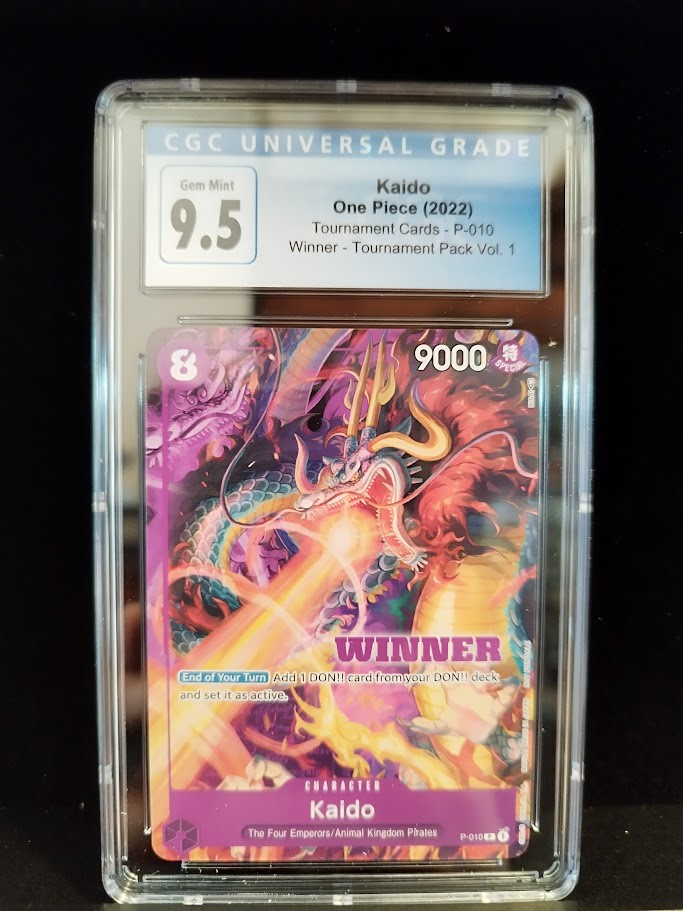 CGC UNIVERSAL GRADE
Gem Mint
9.5
Kaido
One Piece (2022)
Tournament Cards - P-010
Winner - Tournament Pack Vol. 1
8
9000
特
SPECIAL
WINNER
End of Your Turn Add 1 DON!! card from your DON!! deck
and set it as active.
CHARACTER
Kaido
The Four Emperors/Animal Kingdom Pirates
P-010 P 1